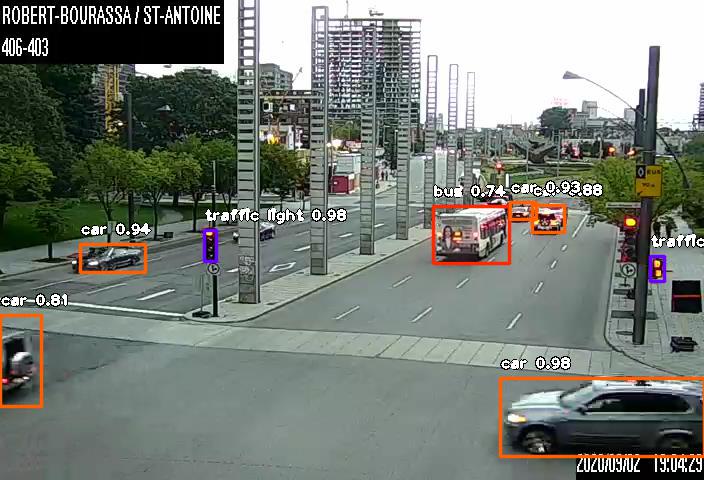 ROBERT-BOURASSA / ST-ANTOINE
406-403
car 0.94
traffic light 0.98
bus 0.74
car 0.93
.88
traffic
car 0.81
car 0.98
BUS
2020/09/02 19:04:29